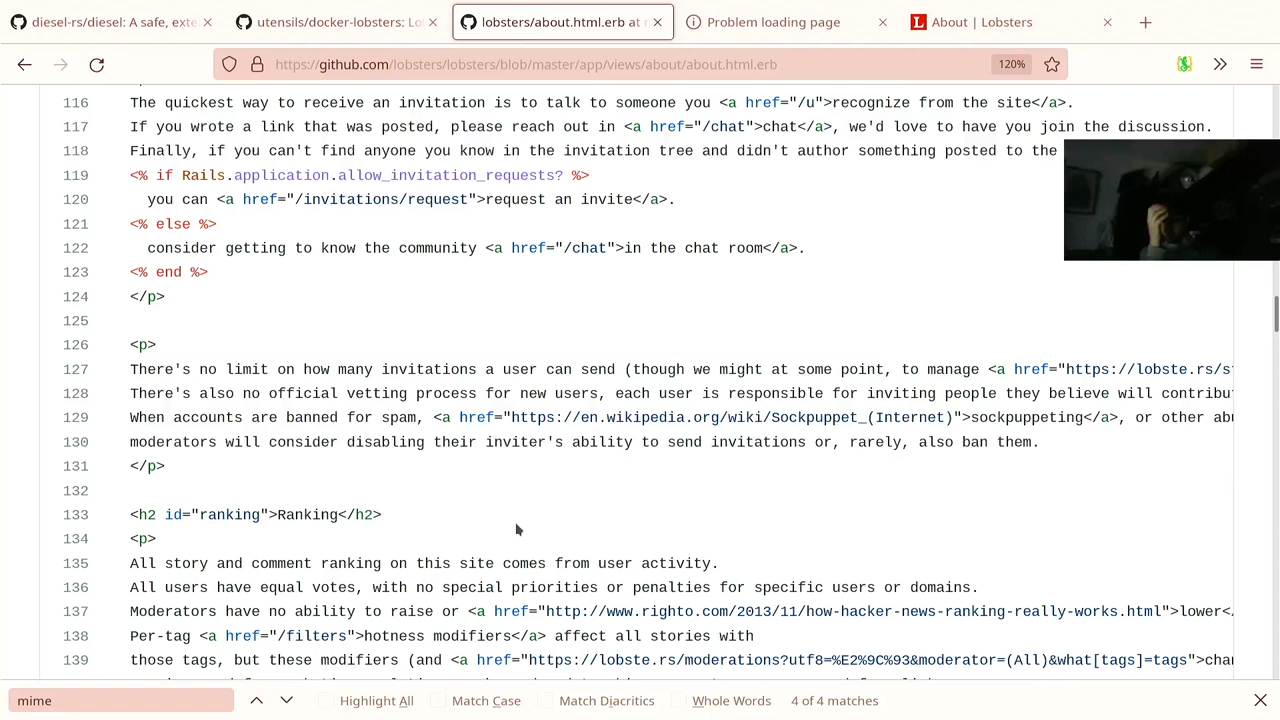 diesel-rs/diesel: A safe, exte
utensils/docker-lobsters: Lo
lobsters/about.html.erb at
Problem loading page
About | Lobsters
https://github.com/lobsters/lobsters/blob/master/app/views/about/about.html.erb
120%
116 The quickest way to receive an invitation is to talk to someone you <a href="/u">recognize from the site</a>.
117 If you wrote a link that was posted, please reach out in <a href="/chat">chat</a>, we'd love to have you join the discussion.
118 Finally, if you can't find anyone you know in the invitation tree and didn't author something posted to the
119 <% if Rails.application.allow_invitation_requests? %>
120 you can <a href="/invitations/request">request an invite</a>.
121 <% else %>
122 consider getting to know the community <a href="/chat">in the chat room</a>.
123 <% end %>
124 </p>
125
126 <p>
127 There's no limit on how many invitations a user can send (though we might at some point, to manage <a href="https://lobste.rs/s
128 There's also no official vetting process for new users, each user is responsible for inviting people they believe will contribu
129 When accounts are banned for spam, <a href="https://en.wikipedia.org/wiki/Sockpuppet_(Internet)">sockpuppeting</a>, or other ab
130 moderators will consider disabling their inviter's ability to send invitations or, rarely, also ban them.
131 </p>
132
133 <h2 id="ranking">Ranking</h2>
134 <p>
135 All story and comment ranking on this site comes from user activity.
136 All users have equal votes, with no special priorities or penalties for specific users or domains.
137 Moderators have no ability to raise or <a href="http://www.righto.com/2013/11/how-hacker-news-ranking-really-works.html">lower<
138 Per-tag <a href="/filters">hotness modifiers</a> affect all stories with
139 those tags, but these modifiers (and <a href="https://lobste.rs/moderations?utf8=%E2%9C%93&moderator=(All)&what[tags]=tags">chan
mime
Highlight All
Match Case
Match Diacritics
Whole Words
4 of 4 matches